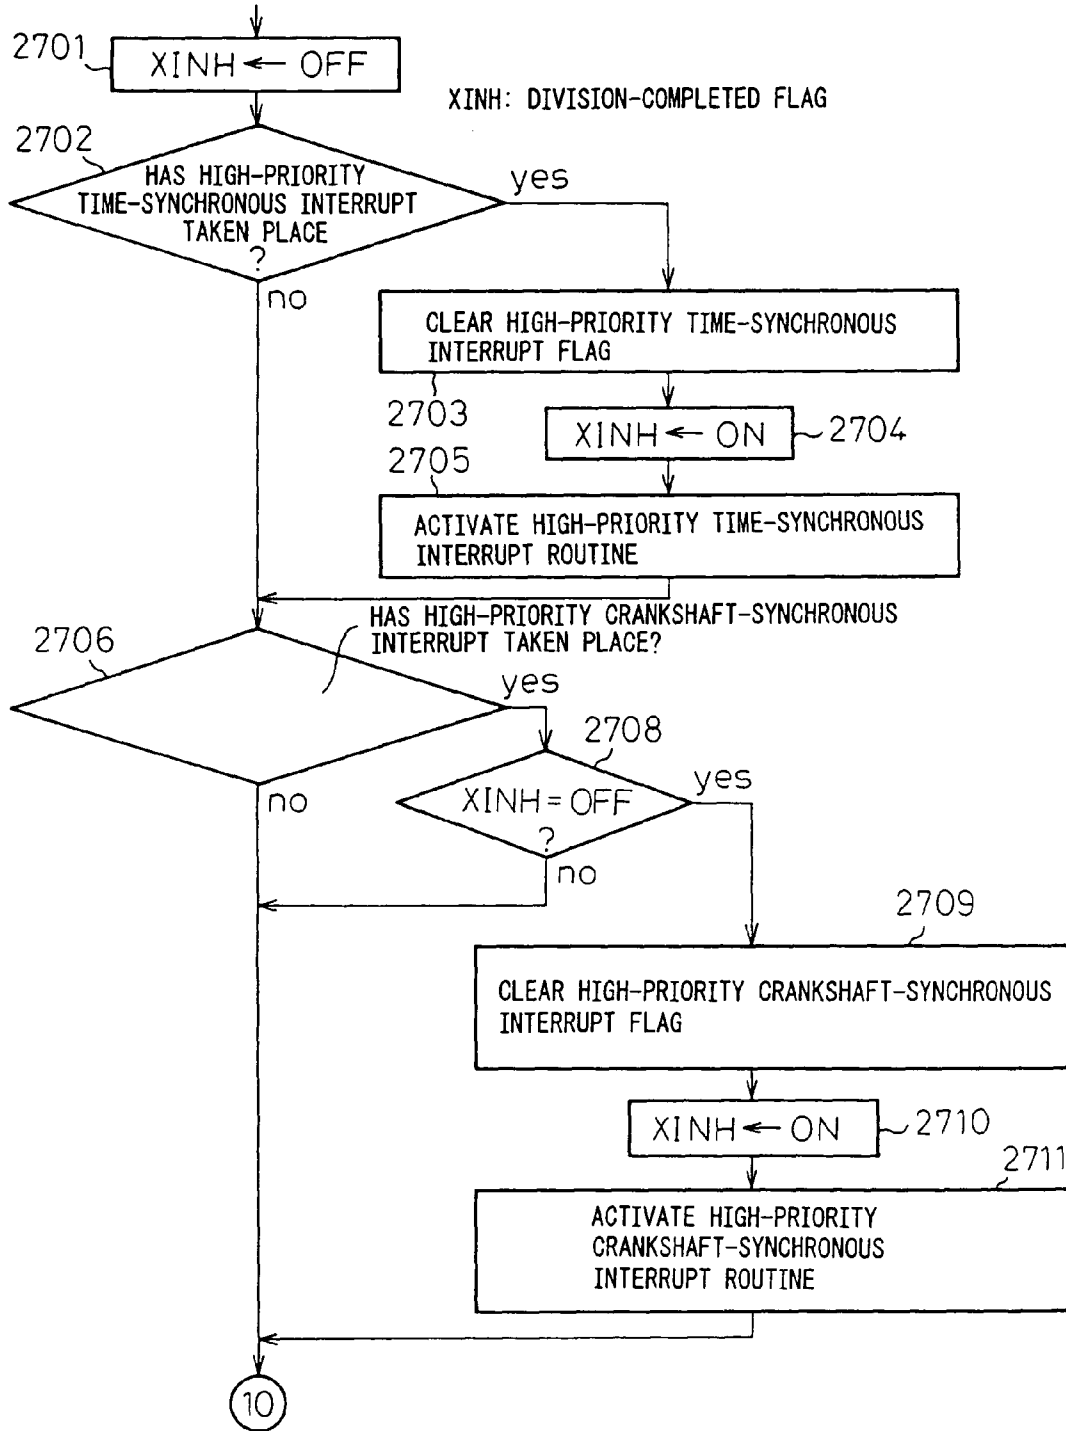 2701
XINH ← OFF
XINH: DIVISION-COMPLETED FLAG
2702
HAS HIGH-PRIORITY
TIME-SYNCHRONOUS INTERRUPT
TAKEN PLACE
?
yes
no
CLEAR HIGH-PRIORITY TIME-SYNCHRONOUS
INTERRUPT FLAG
2703
XINH ← ON
2704
2705
ACTIVATE HIGH-PRIORITY TIME-SYNCHRONOUS
INTERRUPT ROUTINE
HAS HIGH-PRIORITY CRANKSHAFT-SYNCHRONOUS
INTERRUPT TAKEN PLACE?
2706
yes
no
2708
XINH = OFF
?
yes
no
2709
CLEAR HIGH-PRIORITY CRANKSHAFT-SYNCHRONOUS
INTERRUPT FLAG
XINH ← ON
2710
2711
ACTIVATE HIGH-PRIORITY
CRANKSHAFT-SYNCHRONOUS
INTERRUPT ROUTINE
10